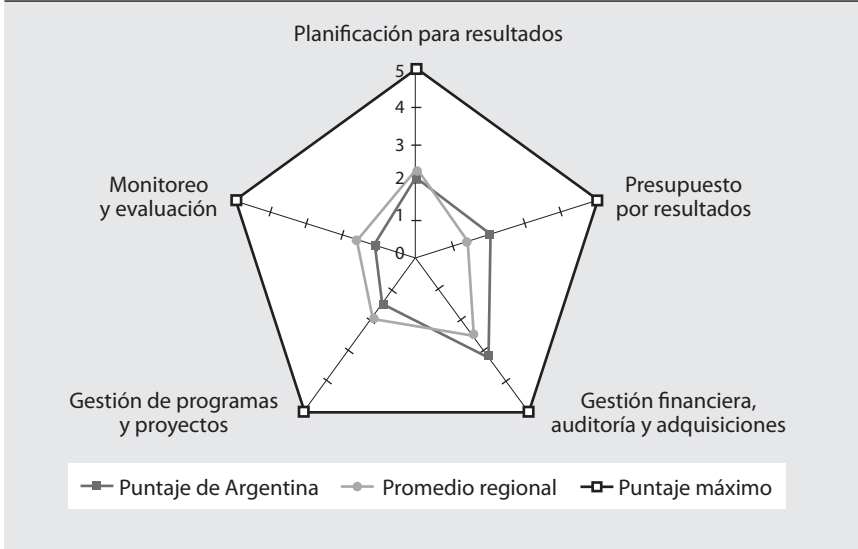 Planificación para resultados
5
4
3
2
1
0
Monitoreo
y evaluación
Presupuesto
por resultados
Gestión de programas
y proyectos
Gestión financiera,
auditoría y adquisiciones
Puntaje de Argentina
Promedio regional
Puntaje máximo